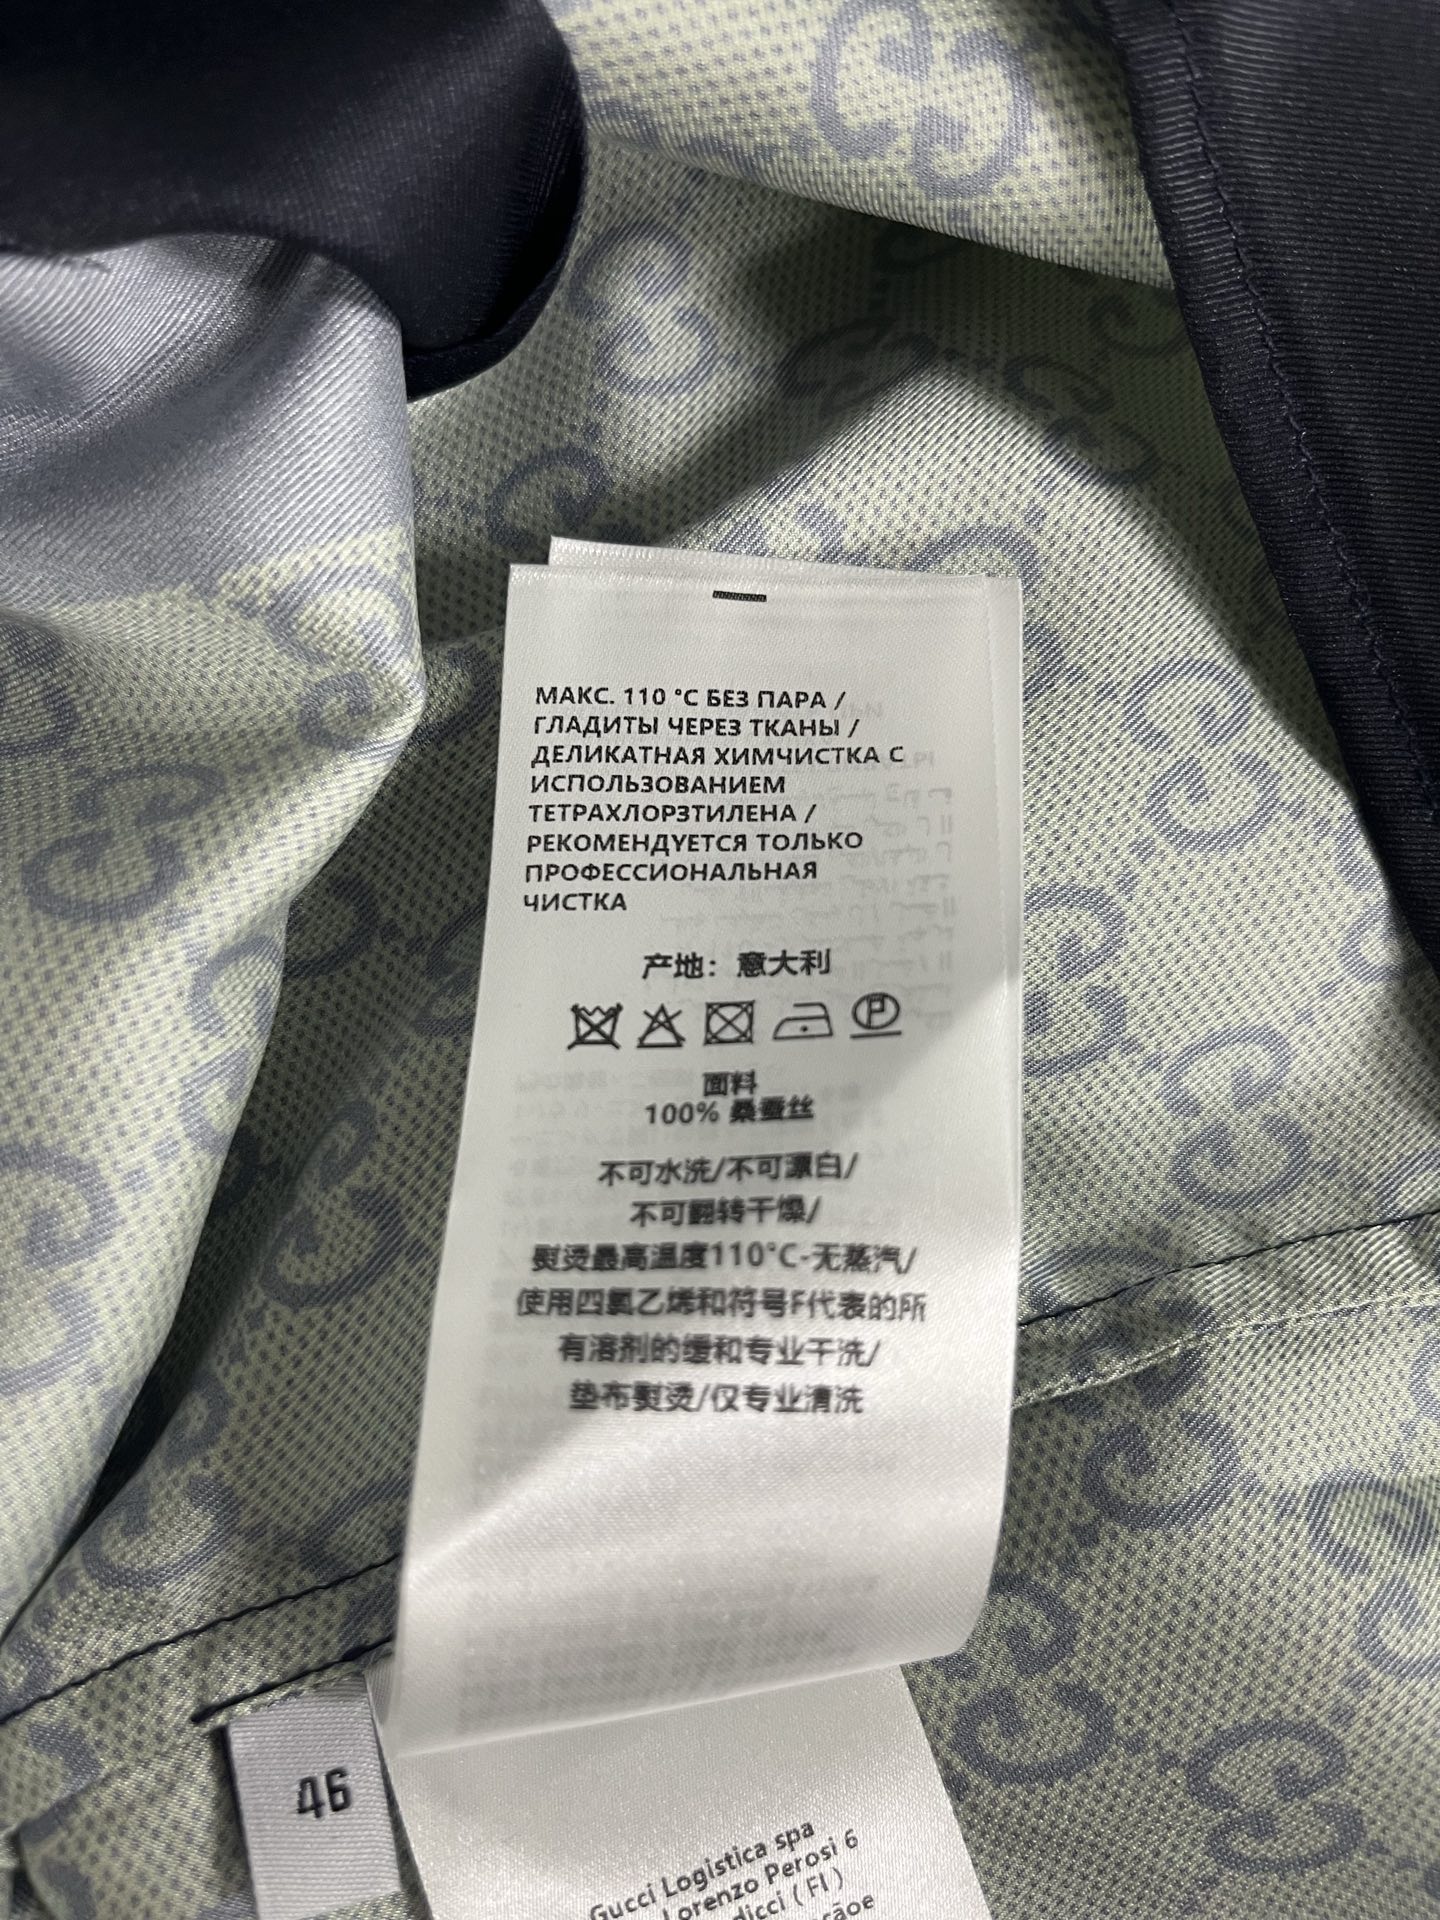 МАКС. 110 °C БЕЗ ПАРА /
ГЛАДИТЫ ЧЕРЕЗ ТКАНЫ /
ДЕЛИКАТНАЯ ХИМЧИСТКА С
ИСПОЛЬЗОВАНИЕМ
ТЕТРАХЛОРЗТИЛЕНА /
РЕКОМЕНДУЕТСЯ ТОЛЬКО
ПРОФЕССИОНАЛЬНАЯ
ЧИСТКА
产地：意大利
P
面料
100% 桑蚕丝
不可水洗/不可漂白/
不可翻转干燥/
熨烫最高温度110°C-无蒸汽/
使用四氯乙烯和符号F代表的所
有溶剂的缓和专业干洗/
垫布熨烫/仅专业清洗
46
Gucci Logistica spa
Lorenzo Perosi 6
dicci ( FI )